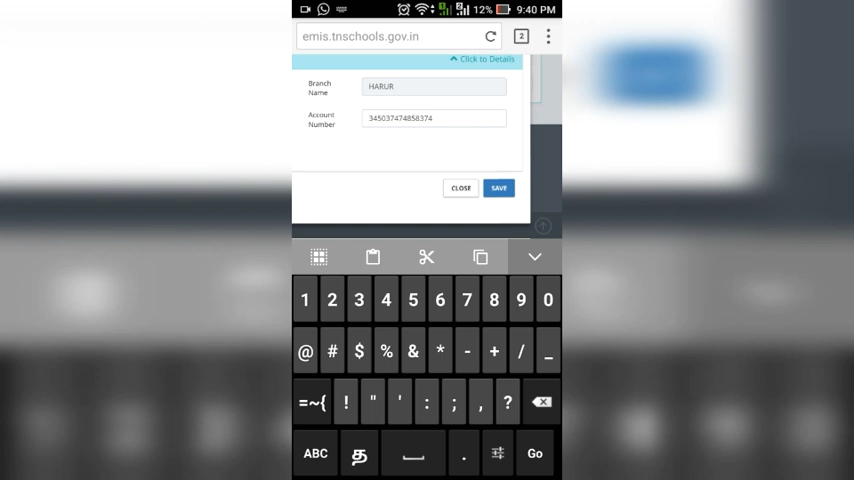 12% 9:40 PM
emis.tnschools.gov.in 2
Click to Details
Branch Name HARUR
Account Number 345037474858374
CLOSE SAVE
1 2 3 4 5 6 7 8 9 0
@ # $ % & * - + / _
=~{ ! " ' : ; , ?
ABC த . Go